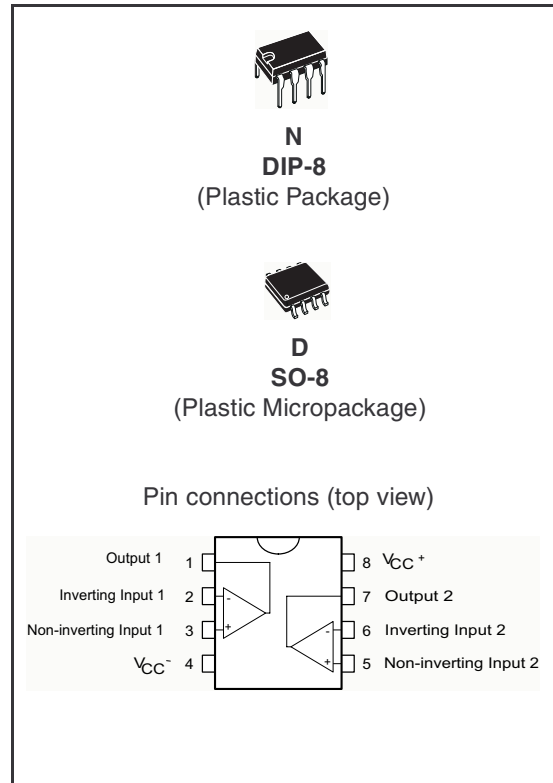 N
DIP-8
(Plastic Package)
D
SO-8
(Plastic Micropackage)
Pin connections (top view)
Output 1 1
Inverting Input 1 2 -
Non-inverting Input 1 3 +
VCC- 4
8 VCC+
7 Output 2
- 6 Inverting Input 2
+ 5 Non-inverting Input 2